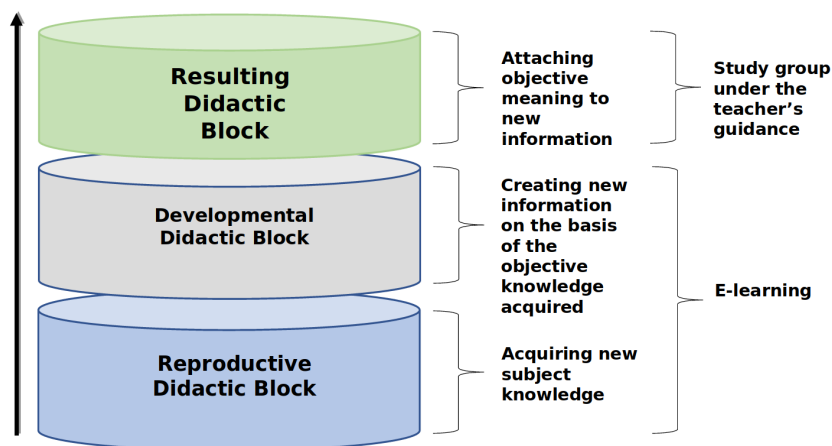 Resulting
Didactic
Block
Attaching
objective
meaning to
new
information
Study group
under the
teacher’s
guidance
Developmental
Didactic Block
Creating new
information
on the basis
of the
objective
knowledge
acquired
E-learning
Reproductive
Didactic Block
Acquiring new
subject
knowledge